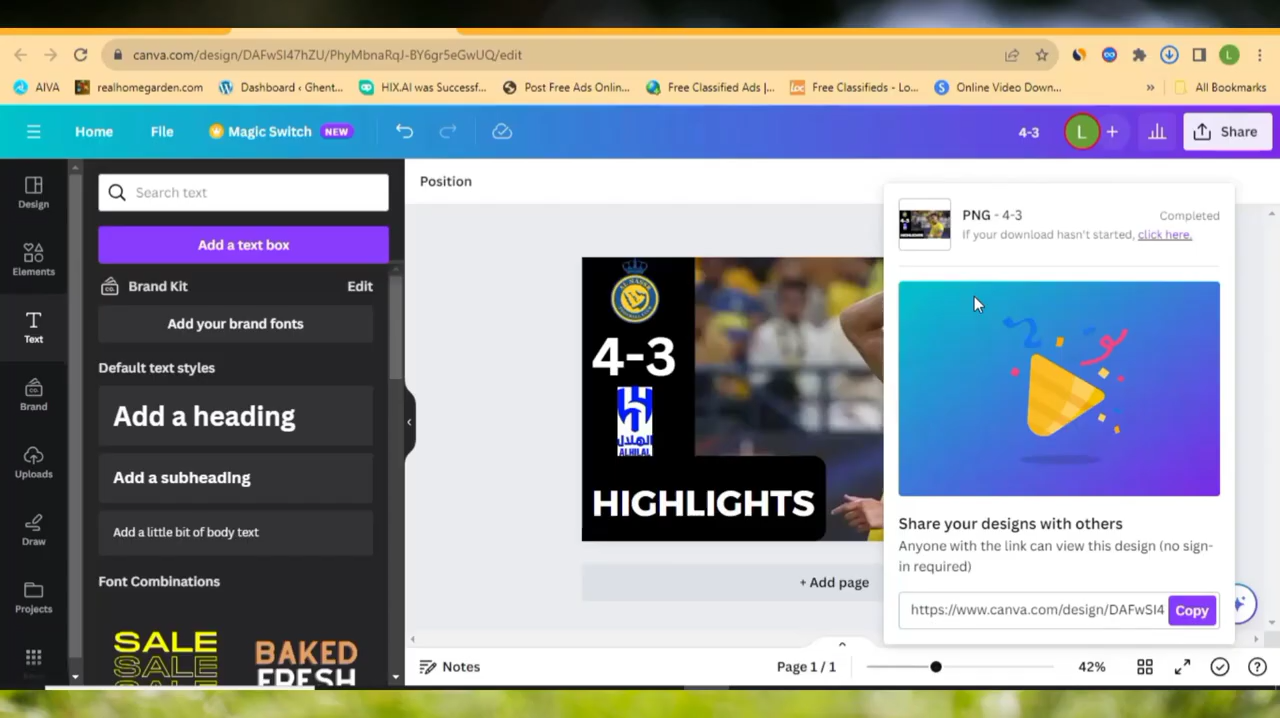 canva.com/design/DAFwSI47hZU/PhyMbnaRqJ-BY6gr5eGwUQ/edit
L
AIVA
realhomegarden.com
Dashboard ‹ Ghent...
HIX.AI was Successf...
Post Free Ads Onlin...
Free Classified Ads |...
Free Classifieds - Lo...
Online Video Down...
»
All Bookmarks
Home
File
Magic Switch NEW
4-3
L
+
Share
Design
Elements
Text
Brand
Uploads
Draw
Projects
Search text
Add a text box
Brand Kit
Edit
Add your brand fonts
Default text styles
Add a heading
Add a subheading
Add a little bit of body text
Font Combinations
SALE
SALE
SALE
BAKED
FRESH
Position
4-3
الهلال
ALHILAL
HIGHLIGHTS
+ Add page
PNG - 4-3
Completed
If your download hasn't started, click here.
HIGHLIGHTS
Share your designs with others
Anyone with the link can view this design (no sign-
in required)
https://www.canva.com/design/DAFwSI4
Copy
Notes
Page 1 / 1
42%